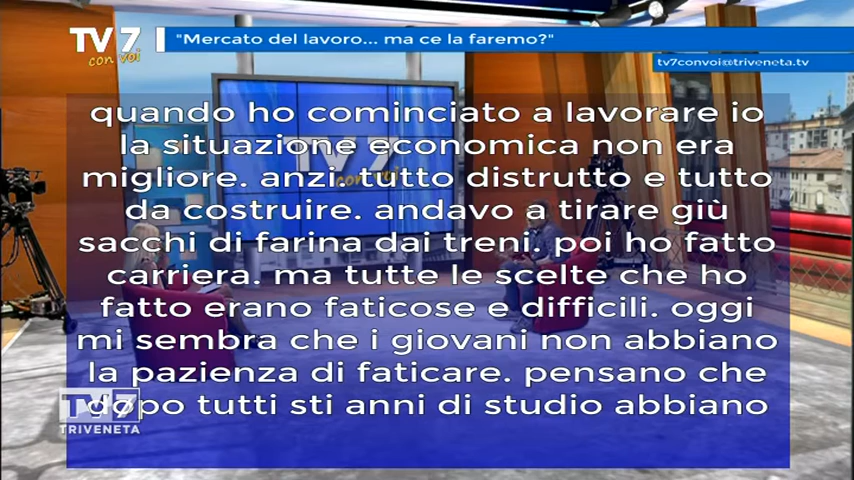 TV7
con voi
"Mercato del lavoro... ma ce la faremo?"
tv7convoi@triveneta.tv
quando ho cominciato a lavorare io
la situazione economica non era
migliore. anzi. tutto distrutto e tutto
da costruire. andavo a tirare giù
sacchi di farina dai treni. poi ho fatto
carriera. ma tutte le scelte che ho
fatto erano faticose e difficili. oggi
mi sembra che i giovani non abbiano
la pazienza di faticare. pensano che
dopo tutti sti anni di studio abbiano
TV7
con voi
TV7
TRIVENETA